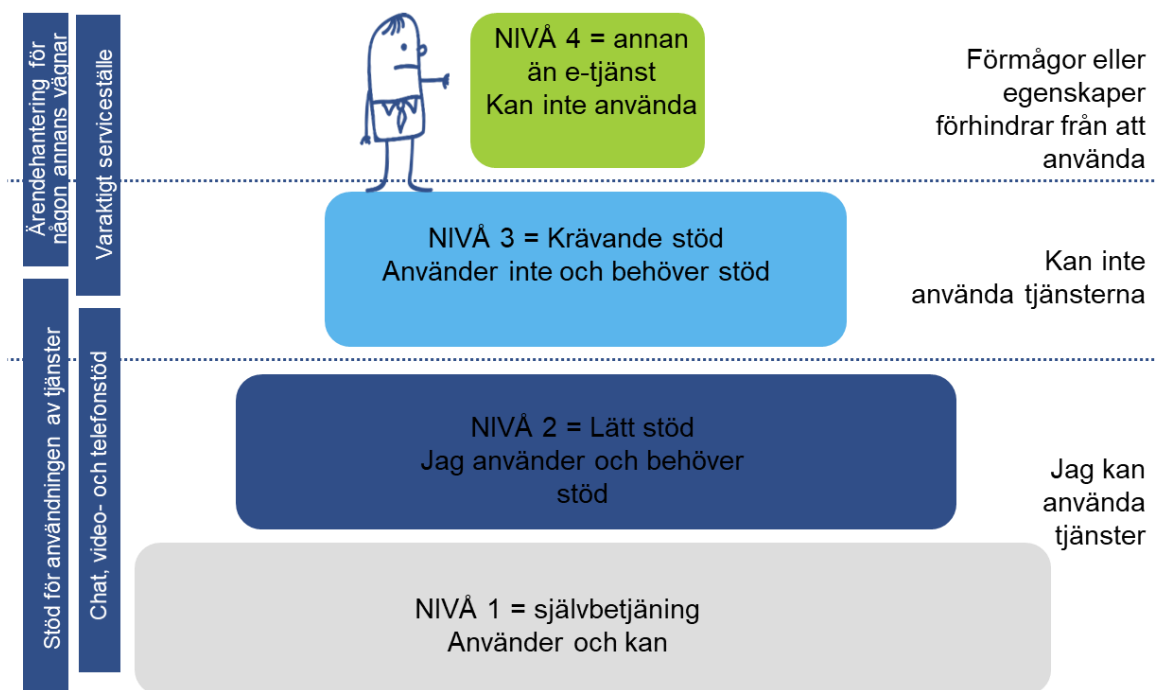 Ärendehantering för
någon annans vägnar
Varaktigt serviceställe
NIVÅ 4 = annan
än e-tjänst
Kan inte använda
Förmågor eller
egenskaper
förhindrar från att
använda
NIVÅ 3 = Krävande stöd
Använder inte och behöver stöd
Kan inte
använda tjänsterna
Stöd för användningen av tjänster
Chat, video- och telefonstöd
NIVÅ 2 = Lätt stöd
Jag använder och behöver
stöd
Jag kan
använda
tjänster
NIVÅ 1 = självbetjäning
Använder och kan